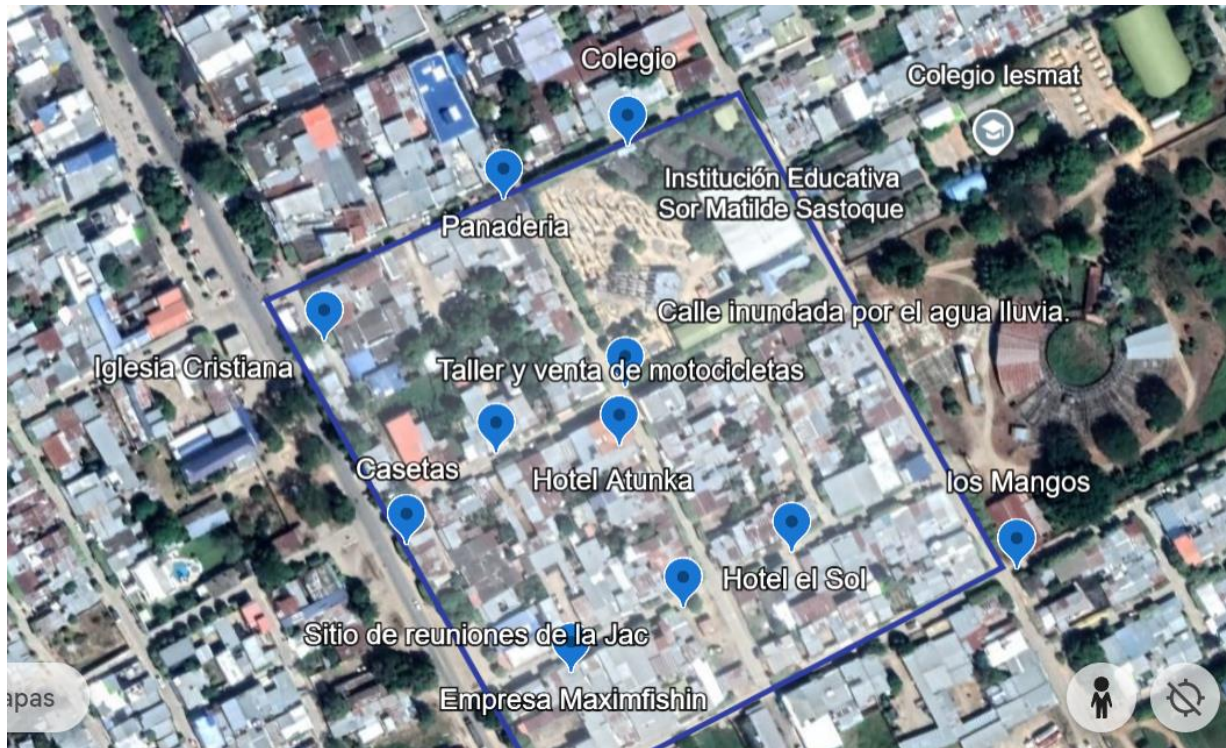 Colegio
Colegio Iesmat
Institución Educativa
Sor Matilde Sastoque
Panaderia
Calle inundada por el agua lluvia.
Iglesia Cristiana
Taller y venta de motocicletas
Casetas
Hotel Atunka
los Mangos
Hotel el Sol
Sitio de reuniones de la Jac
Empresa Maximfishin
apas